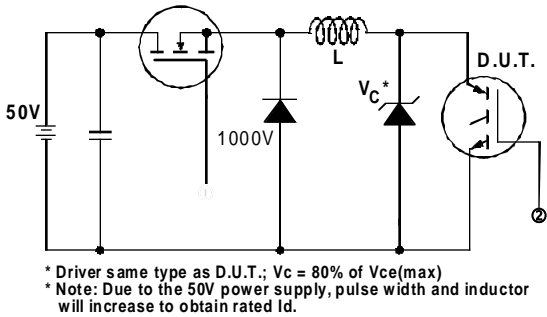 L
D.U.T.
V C *
50V
1000V
①
②
* Driver same type as D.U.T.; Vc = 80% of Vce(max)
* Note: Due to the 50V power supply, pulse width and inductor
will increase to obtain rated Id.